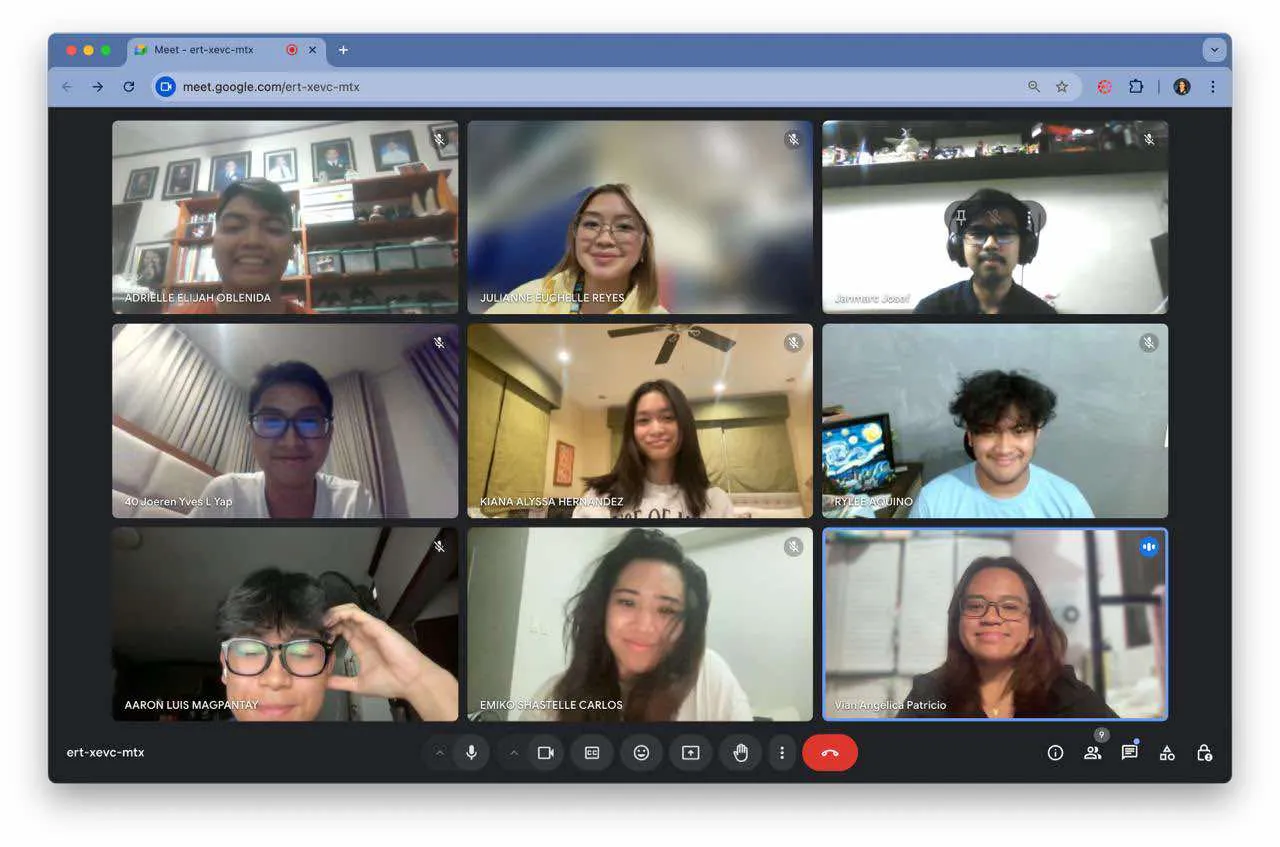 Meet - ert-xevc-mtx
meet.google.com/ert-xevc-mtx
ADRIELLE ELIJAH OBLENIDA
JULIANNE EUCHELLE REYES
Janmarc Josef
40 Joeren Yves L Yap
KIANA ALYSSA HERNANDEZ
RYLEE AQUINO
AARON LUIS MAGPANTAY
EMIKO SHASTELLE CARLOS
Vian Angelica Patricio
ert-xevc-mtx
CC
9